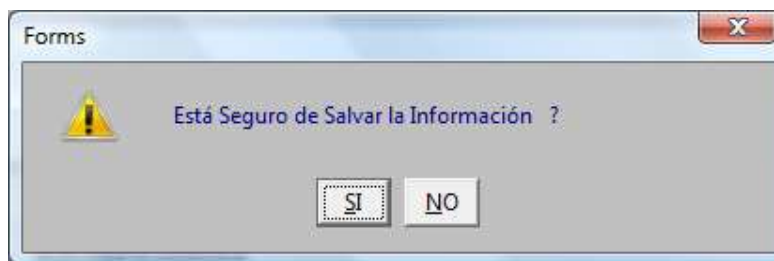 Forms
Está Seguro de Salvar la Información ?
SI NO